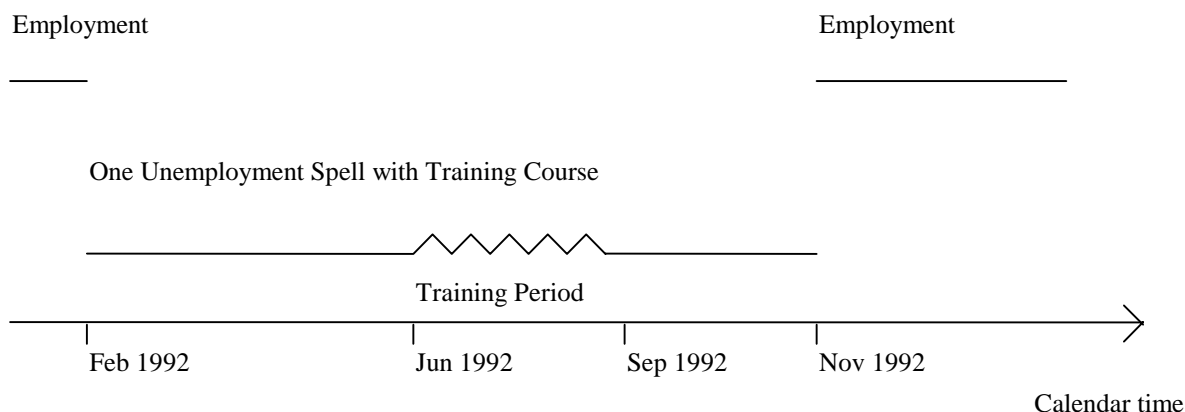 Employment
Employment
One Unemployment Spell with Training Course
Training Period
Feb 1992
Jun 1992
Sep 1992
Nov 1992
Calendar time